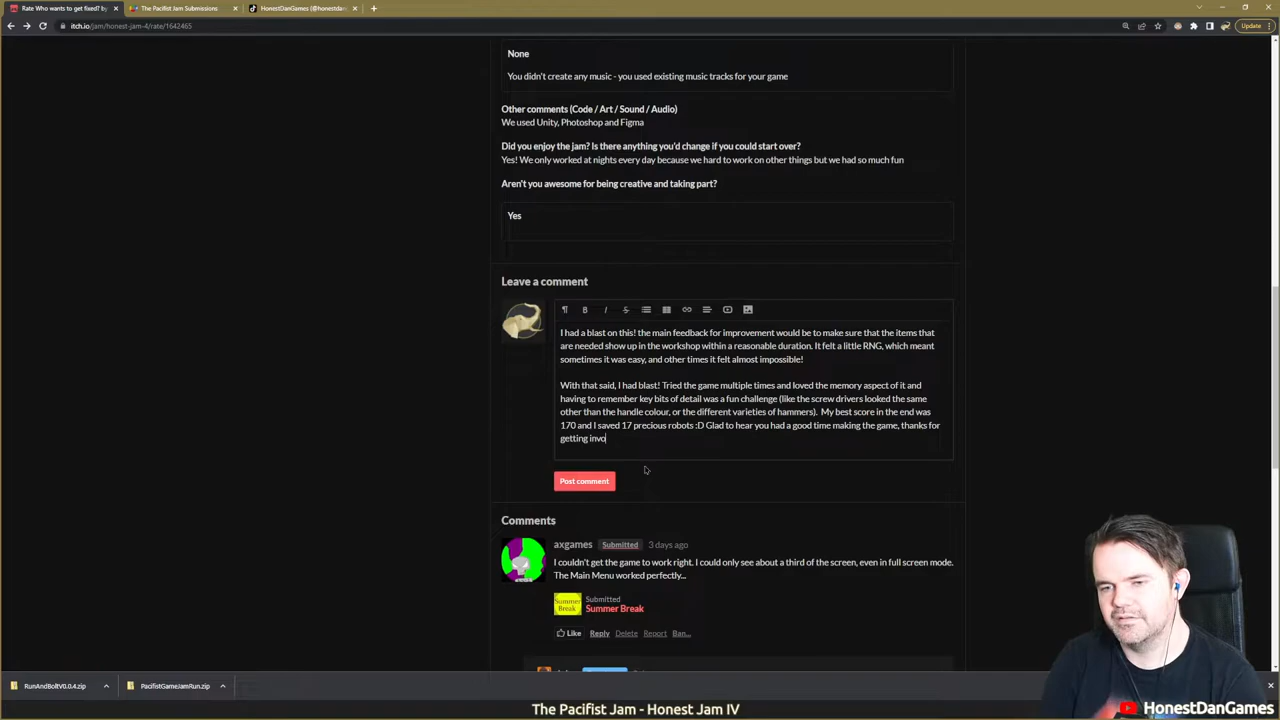 Rate Who wants to get fixed? by
The Pacifist Jam Submissions
HonestDanGames (@honestdan
itch.io/jam/honest-jam-4/rate/1642465
Update
None
You didn't create any music - you used existing music tracks for your game
Other comments (Code / Art / Sound / Audio)
We used Unity, Photoshop and Figma
Did you enjoy the jam? Is there anything you'd change if you could start over?
Yes! We only worked at nights every day because we hard to work on other things but we had so much fun
Aren't you awesome for being creative and taking part?
Yes
Leave a comment
I had a blast on this! the main feedback for improvement would be to make sure that the items that
are needed show up in the workshop within a reasonable duration. It felt a little RNG, which meant
sometimes it was easy, and other times it felt almost impossible!
With that said, I had blast! Tried the game multiple times and loved the memory aspect of it and
having to remember key bits of detail was a fun challenge (like the screw drivers looked the same
other than the handle colour, or the different varieties of hammers). My best score in the end was
170 and I saved 17 precious robots :D Glad to hear you had a good time making the game, thanks for
getting invo
Post comment
Comments
axgames Submitted 3 days ago
I couldn't get the game to work right. I could only see about a third of the screen, even in full screen mode.
The Main Menu worked perfectly...
Summer Break
Submitted
Summer Break
Like Reply Delete Report Ban...
RunAndBoltV0.0.4.zip
PacifistGameJamRun.zip
The Pacifist Jam - Honest Jam IV
HonestDanGames